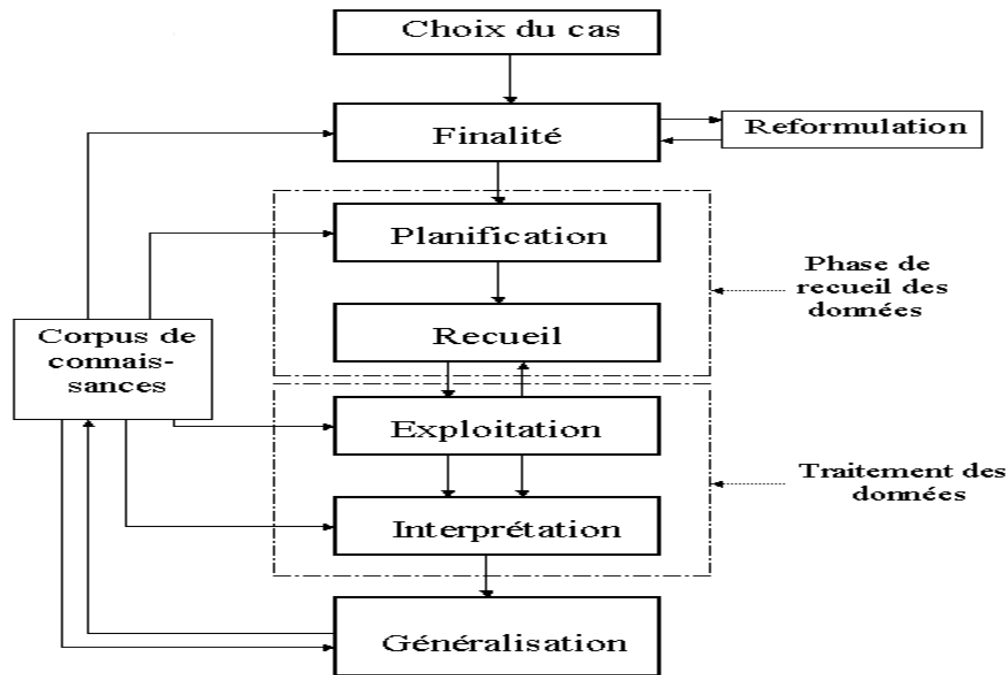 Choix du cas
Finalité
Reformulation
Planification
Phase de
recueil des
données
Recueil
Corpus de
connais-
sances
Exploitation
Traitement des
données
Interprétation
Généralisation